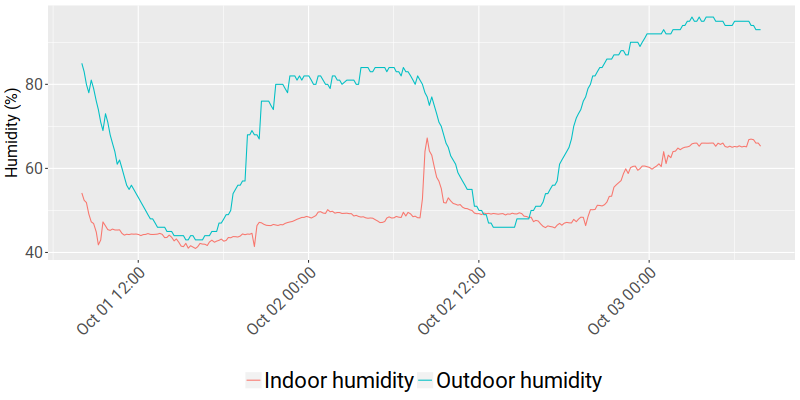 Humidity (%)
80
60
40
Oct 01 12:00
Oct 02 00:00
Oct 02 12:00
Oct 03 00:00
Indoor humidity Outdoor humidity